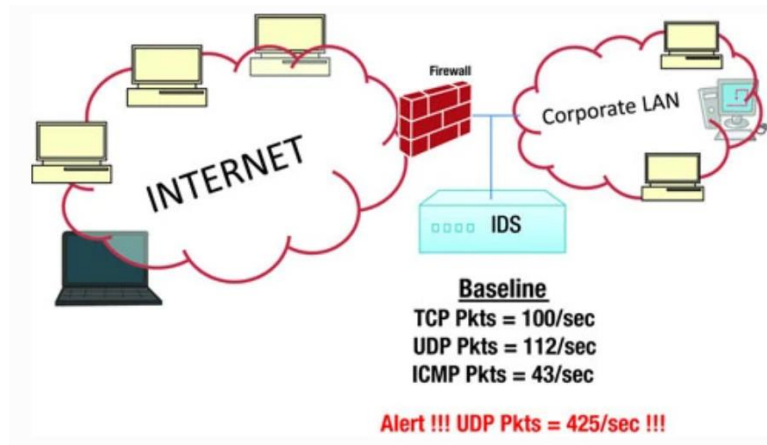 Firewall
INTERNET
Corporate LAN
IDS
Baseline
TCP Pkts = 100/sec
UDP Pkts = 112/sec
ICMP Pkts = 43/sec
Alert !!! UDP Pkts = 425/sec !!!